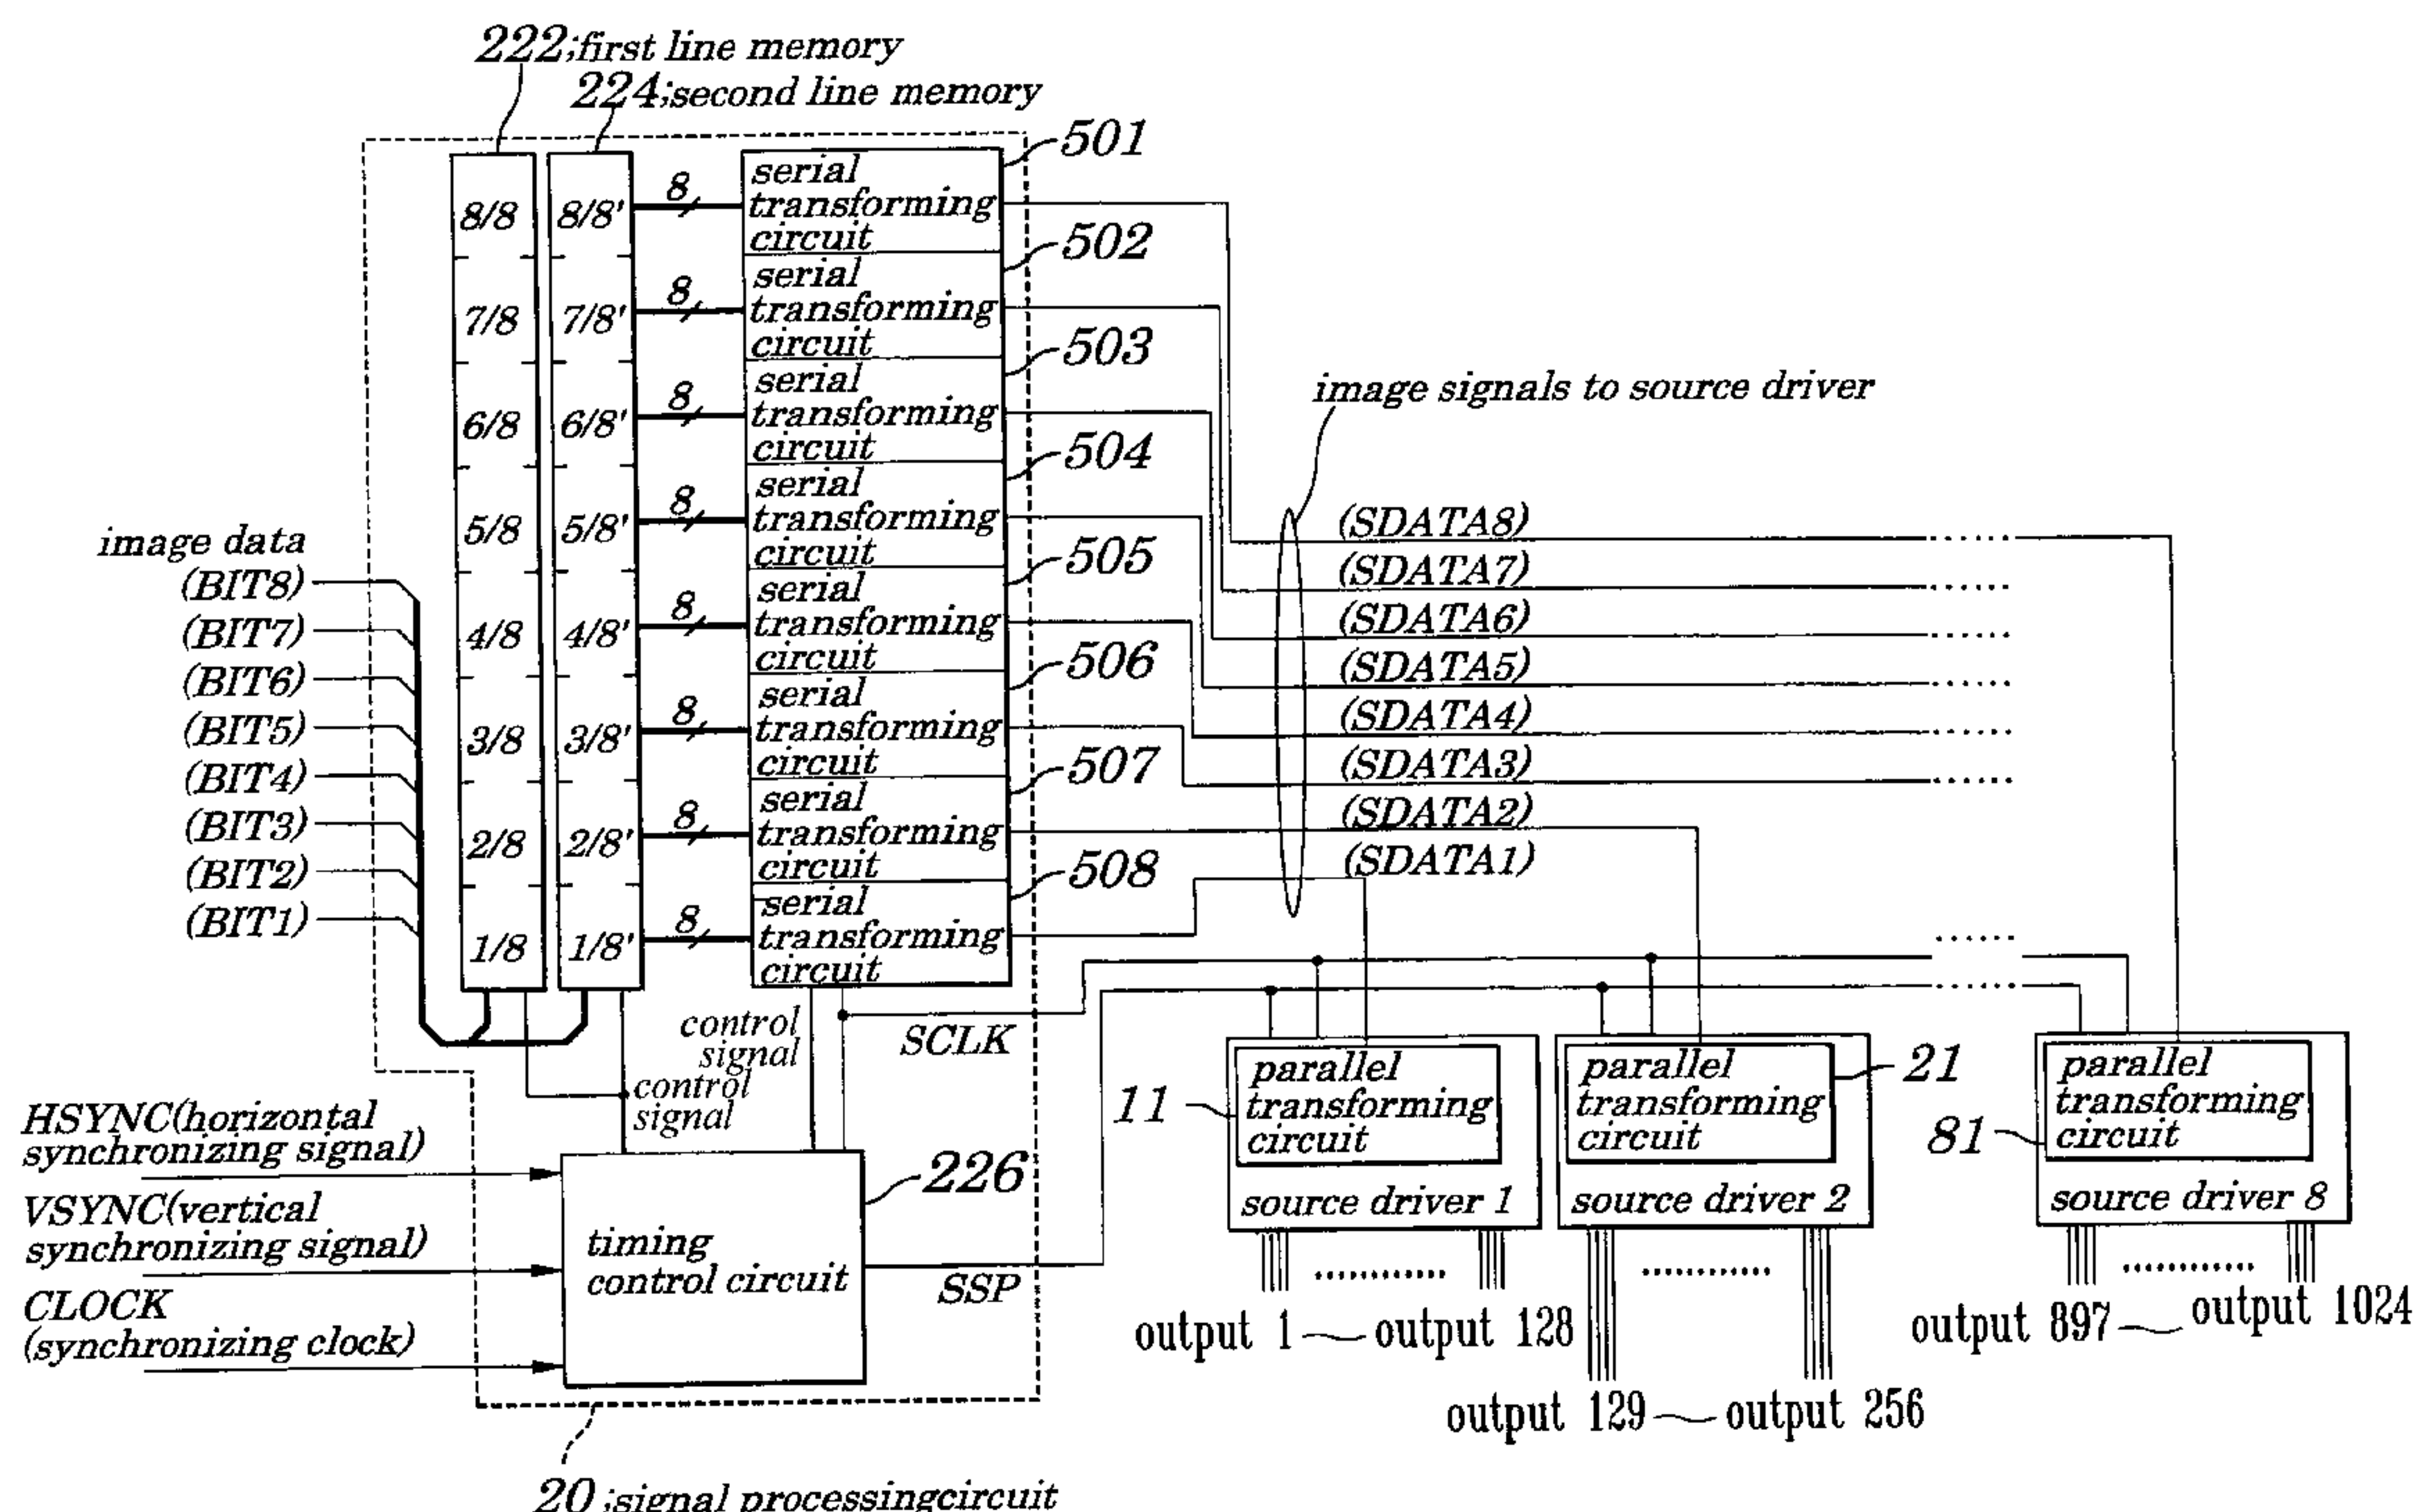 222;first line memory
224;second line memory
501
serial
transforming
circuit
8/8
8/8'
8
502
serial
transforming
circuit
7/8
7/8'
8
503
serial
transforming
circuit
6/8
6/8'
8
504
serial
transforming
circuit
5/8
5/8'
8
505
serial
transforming
circuit
4/8
4/8'
8
506
serial
transforming
circuit
3/8
3/8'
8
507
serial
transforming
circuit
2/8
2/8'
8
508
serial
transforming
circuit
1/8
1/8'
8
image data
(BIT8)
(BIT7)
(BIT6)
(BIT5)
(BIT4)
(BIT3)
(BIT2)
(BIT1)
image signals to source driver
(SDATA8)
(SDATA7)
(SDATA6)
(SDATA5)
(SDATA4)
(SDATA3)
(SDATA2)
(SDATA1)
control
signal
SCLK
control
signal
HSYNC(horizontal
synchronizing signal)
VSYNC(vertical
synchronizing signal)
CLOCK
(synchronizing clock)
226
timing
control circuit
SSP
11
parallel
transforming
circuit
source driver 1
21
parallel
transforming
circuit
source driver 2
81
parallel
transforming
circuit
source driver 8
output 1 ~ output 128
output 129 ~ output 256
output 897 ~ output 1024
20;signal processingcircuit